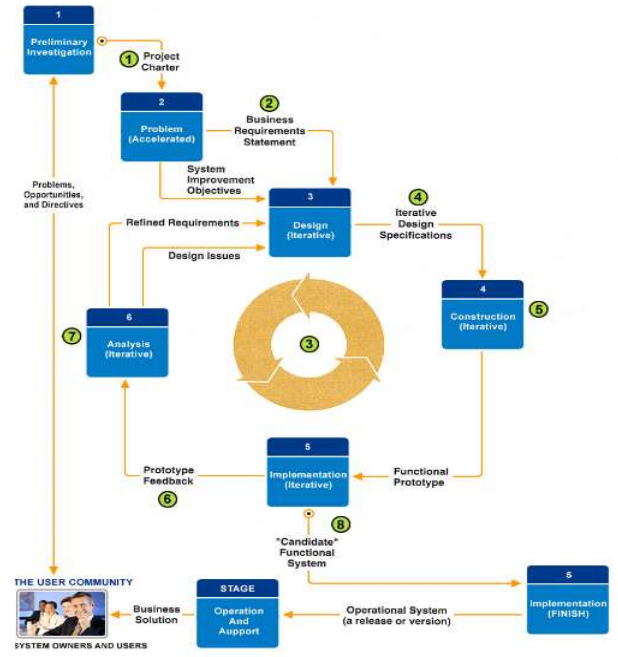 1
Preliminary
Investigation
1
Project
Charter
2
Problem
(Accelerated)
2
Business
Requirements
Statement
System
Improvement
Objectives
Problems,
Opportunities,
and Directives
Refined Requirements
Design Issues
3
Design
(Iterative)
4
Iterative
Design
Specifications
4
Construction
(Iterative)
5
6
Analysis
(Iterative)
7
3
5
Implementation
(Iterative)
Prototype
Feedback
6
Functional
Prototype
8
"Candidate"
Functional
System
THE USER COMMUNITY
SYSTEM OWNERS AND USERS
Business
Solution
STAGE
Operation
And
Aupport
Operational System
(a release or version)
5
Implementation
(FINISH)